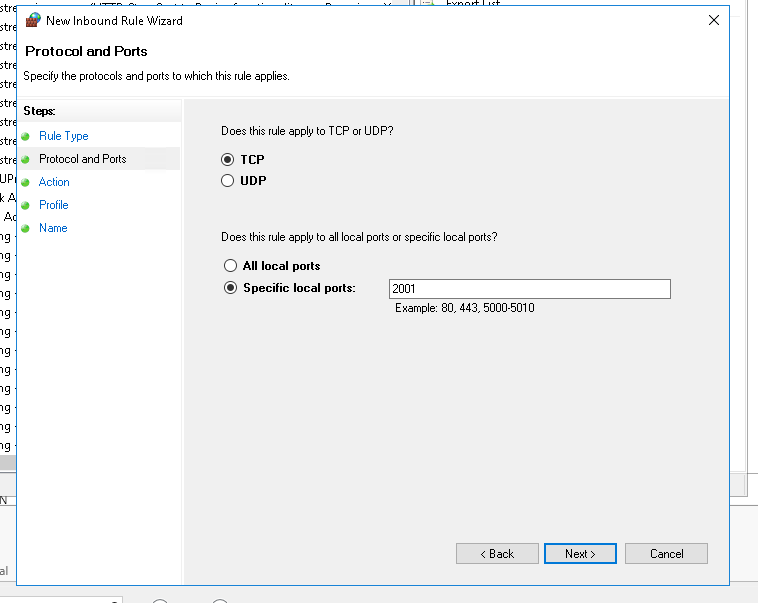 Export List
New Inbound Rule Wizard
Protocol and Ports
Specify the protocols and ports to which this rule applies.
Steps:
Rule Type
Protocol and Ports
Action
Profile
Name
Does this rule apply to TCP or UDP?
TCP
UDP
Does this rule apply to all local ports or specific local ports?
All local ports
Specific local ports:
2001
Example: 80, 443, 5000-5010
< Back
Next >
Cancel